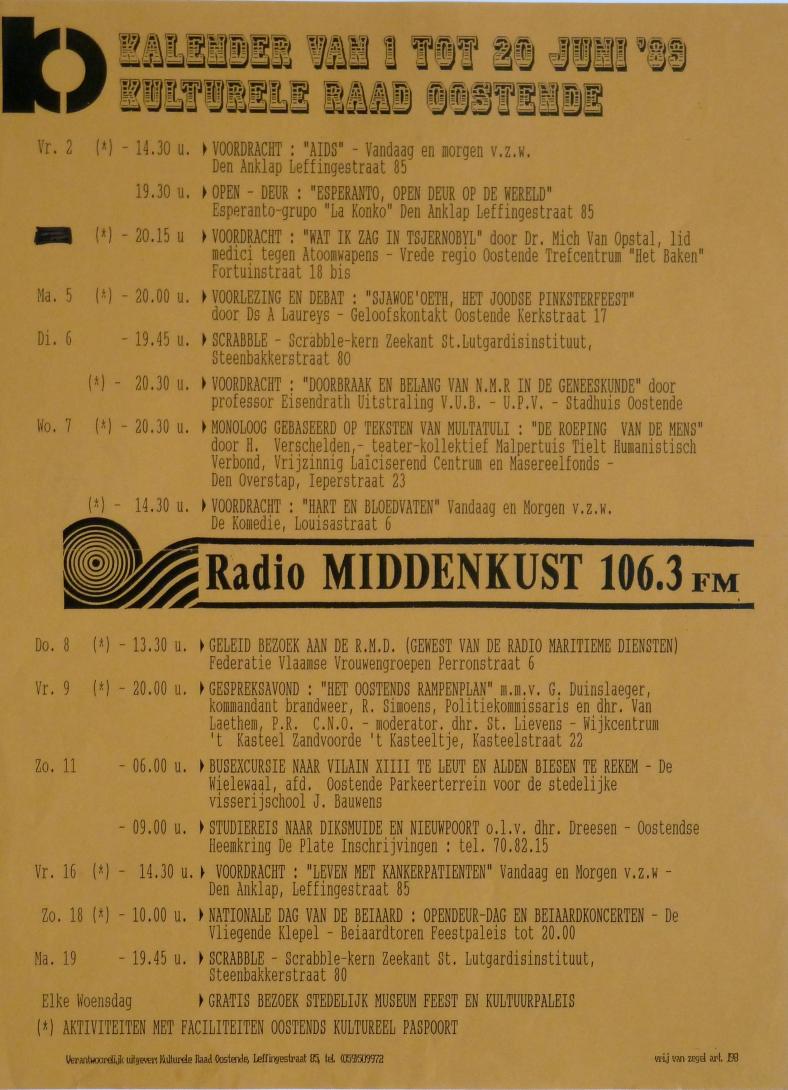 KALENDER VAN 1 TOT 20 JUNI '89
KULTURELE RAAD OOSTENDE
Vr. 2 (*) - 14.30 u. VOORDRACHT : "AIDS" - Vandaag en morgen v.z.w.
Den Anklap Leffingestraat 85
19.30 u. OPEN - DEUR : "ESPERANTO, OPEN DEUR OP DE WERELD"
Esperanto-grupo "La Konko" Den Anklap Leffingestraat 85
(*) - 20.15 u VOORDRACHT : "WAT IK ZAG IN TSJERNOBYL" door Dr. Mich Van Opstal, lid
medici tegen Atoomwapens - Vrede regio Oostende Trefcentrum "Het Baken"
Fortuinstraat 18 bis
Ma. 5 (*) - 20.00 u. VOORLEZING EN DEBAT : "SJAWOE'OETH, HET JOODSE PINKSTERFEEST"
door Ds A Laureys - Geloofskontakt Oostende Kerkstraat 17
Di. 6 - 19.45 u. SCRABBLE - Scrabble-kern Zeekant St.Lutgardisinstituut,
Steenbakkerstraat 80
(*) - 20.30 u. VOORDRACHT : "DOORBRAAK EN BELANG VAN N.M.R IN DE GENEESKUNDE" door
professor Eisendrath Uitstraling V.U.B. - U.P.V. - Stadhuis Oostende
Wo. 7 (*) - 20.30 u. MONOLOOG GEBASEERD OP TEKSTEN VAN MULTATULI : "DE ROEPING VAN DE MENS"
door H. Verschelden,- teater-kollektief Malpertuis Tielt Humanistisch
Verbond, Vrijzinnig Laïciserend Centrum en Masereelfonds -
Den Overstap, Ieperstraat 23
(*) - 14.30 u. VOORDRACHT : "HART EN BLOEDVATEN" Vandaag en Morgen v.z.w.
De Komedie, Louisastraat 6
Radio MIDDENKUST 106.3 FM
Do. 8 (*) - 13.30 u. GELEID BEZOEK AAN DE R.M.D. (GEWEST VAN DE RADIO MARITIEME DIENSTEN)
Federatie Vlaamse Vrouwengroepen Perronstraat 6
Vr. 9 (*) - 20.00 u. GESPREKSAVOND : "HET OOSTENDS RAMPENPLAN" m.m.v. G. Duinslaeger,
kommandant brandweer, R. Simoens, Politiekommissaris en dhr. Van
Laethem, P.R. C.N.O. - moderator. dhr. St. Lievens - Wijkcentrum
't Kasteel Zandvoorde 't Kasteeltje, Kasteelstraat 22
Zo. 11 - 06.00 u. BUSEXCURSIE NAAR VILAIN XIIII TE LEUT EN ALDEN BIESEN TE REKEM - De
Wielewaal, afd. Oostende Parkeerterrein voor de stedelijke
visserijschool J. Bauwens
- 09.00 u. STUDIEREIS NAAR DIKSMUIDE EN NIEUWPOORT o.l.v. dhr. Dreesen - Oostendse
Heemkring De Plate Inschrijvingen : tel. 70.82.15
Vr. 16 (*) - 14.30 u. VOORDRACHT : "LEVEN MET KANKERPATIENTEN" Vandaag en Morgen v.z.w -
Den Anklap, Leffingestraat 85
Zo. 18 (*) - 10.00 u. NATIONALE DAG VAN DE BEIAARD : OPENDEUR-DAG EN BEIAARDKONCERTEN - De
Vliegende Klepel - Beiaardtoren Feestpaleis tot 20.00
Ma. 19 - 19.45 u. SCRABBLE - Scrabble-kern Zeekant St. Lutgardisinstituut,
Steenbakkerstraat 80
Elke Woensdag GRATIS BEZOEK STEDELIJK MUSEUM FEEST EN KULTUURPALEIS
(*) AKTIVITEITEN MET FACILITEITEN OOSTENDS KULTUREEL PASPOORT
Verantwoordelijk uitgever: Kulturele Raad Oostende, Leffingestraat 85, tel. (059)509972
vrij van zegel art. 198